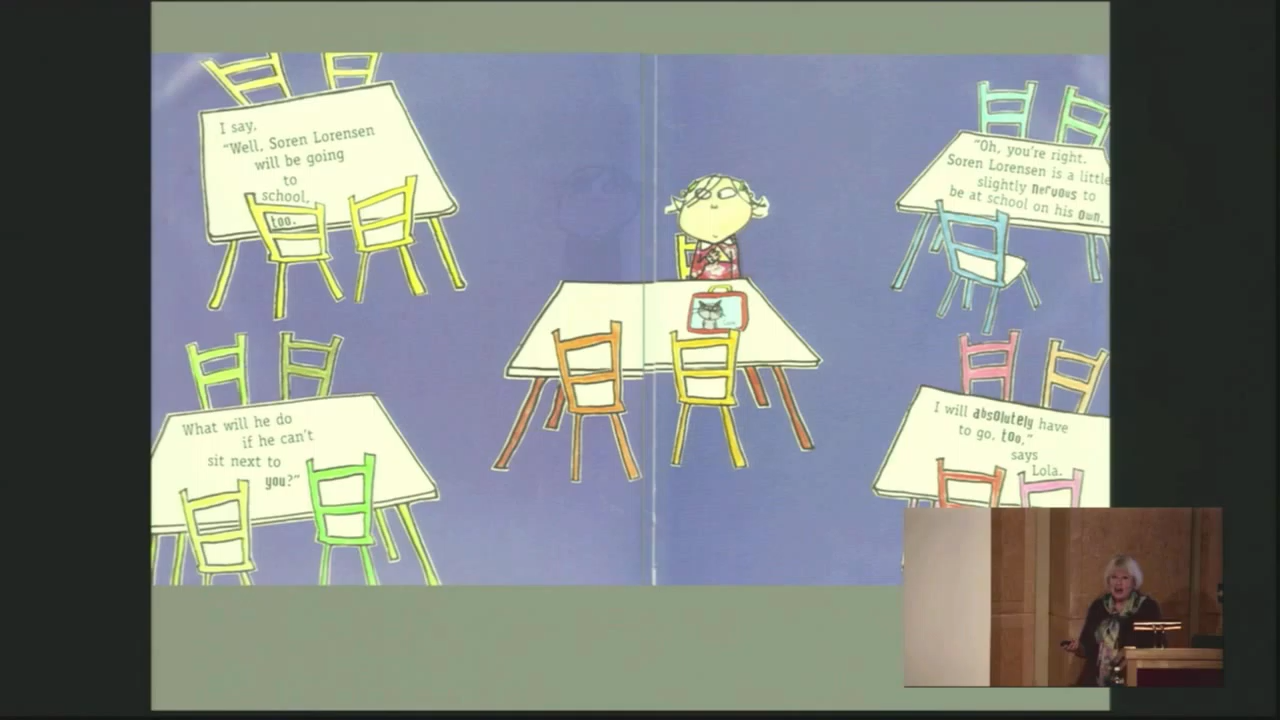 I say,
"Well, Soren Lorensen
will be going
to
school,
too.
What will he do
if he can't
sit next to
you?"
"Oh, you're right.
Soren Lorensen is a little
slightly nervous to
be at school on his own.
I will absolutely have
to go, too,"
says
Lola.